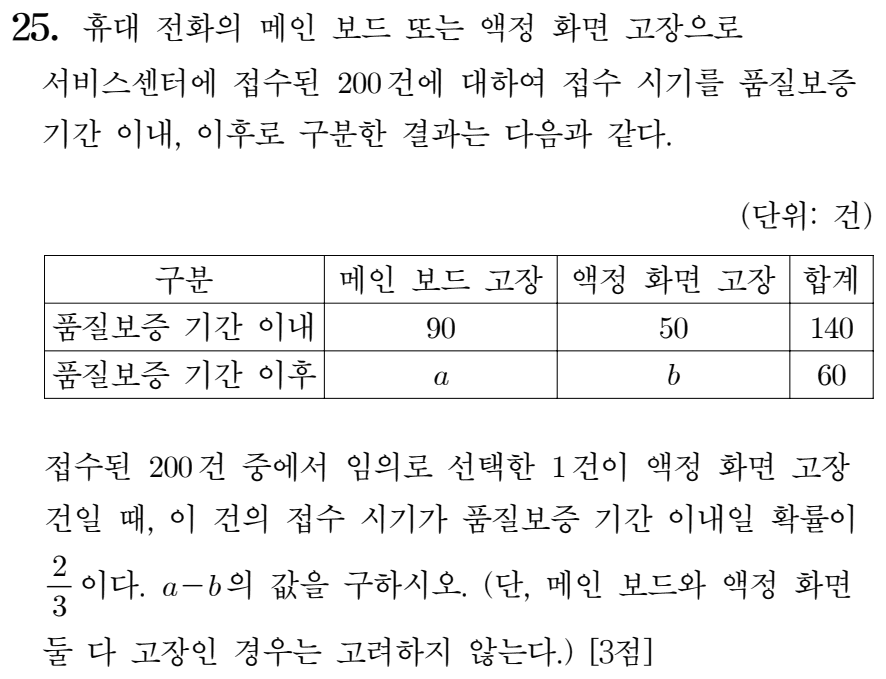 25. 휴대 전화의 메인 보드 또는 액정 화면 고장으로
서비스센터에 접수된 200건에 대하여 접수 시기를 품질보증
기간 이내, 이후로 구분한 결과는 다음과 같다.
(단위: 건)
구분 메인 보드 고장 액정 화면 고장 합계
품질보증 기간 이내 90 50 140
품질보증 기간 이후 a b 60
접수된 200건 중에서 임의로 선택한 1건이 액정 화면 고장
건일 때, 이 건의 접수 시기가 품질보증 기간 이내일 확률이
2/3 이다. a-b의 값을 구하시오. (단, 메인 보드와 액정 화면
둘 다 고장인 경우는 고려하지 않는다.) [3점]